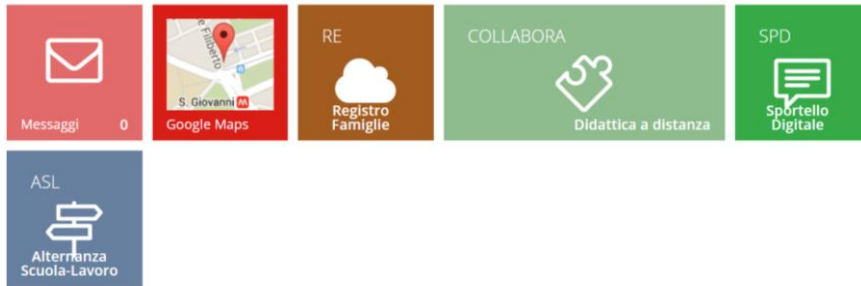 Messaggi 0
e Filiberto
S. Giovanni M
Google Maps
RE
Registro
Famiglie
COLLABORA
Didattica a distanza
SPD
Sportello
Digitale
ASL
Alternanza
Scuola-Lavoro